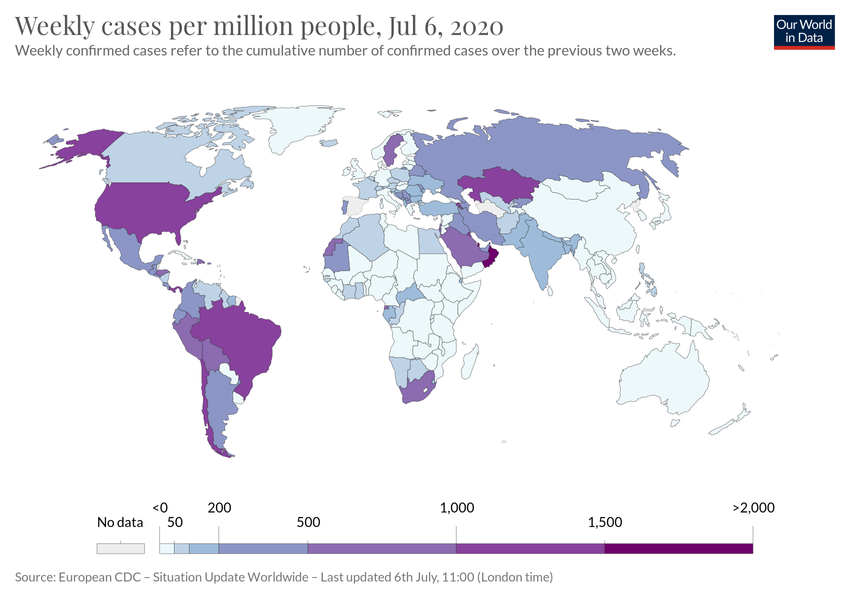 Weekly cases per million people, Jul 6, 2020
Weekly confirmed cases refer to the cumulative number of confirmed cases over the previous two weeks.
Our World
in Data
<0 200 1,000 >2,000
No data 50 500 1,500
Source: European CDC – Situation Update Worldwide – Last updated 6th July, 11:00 (London time)